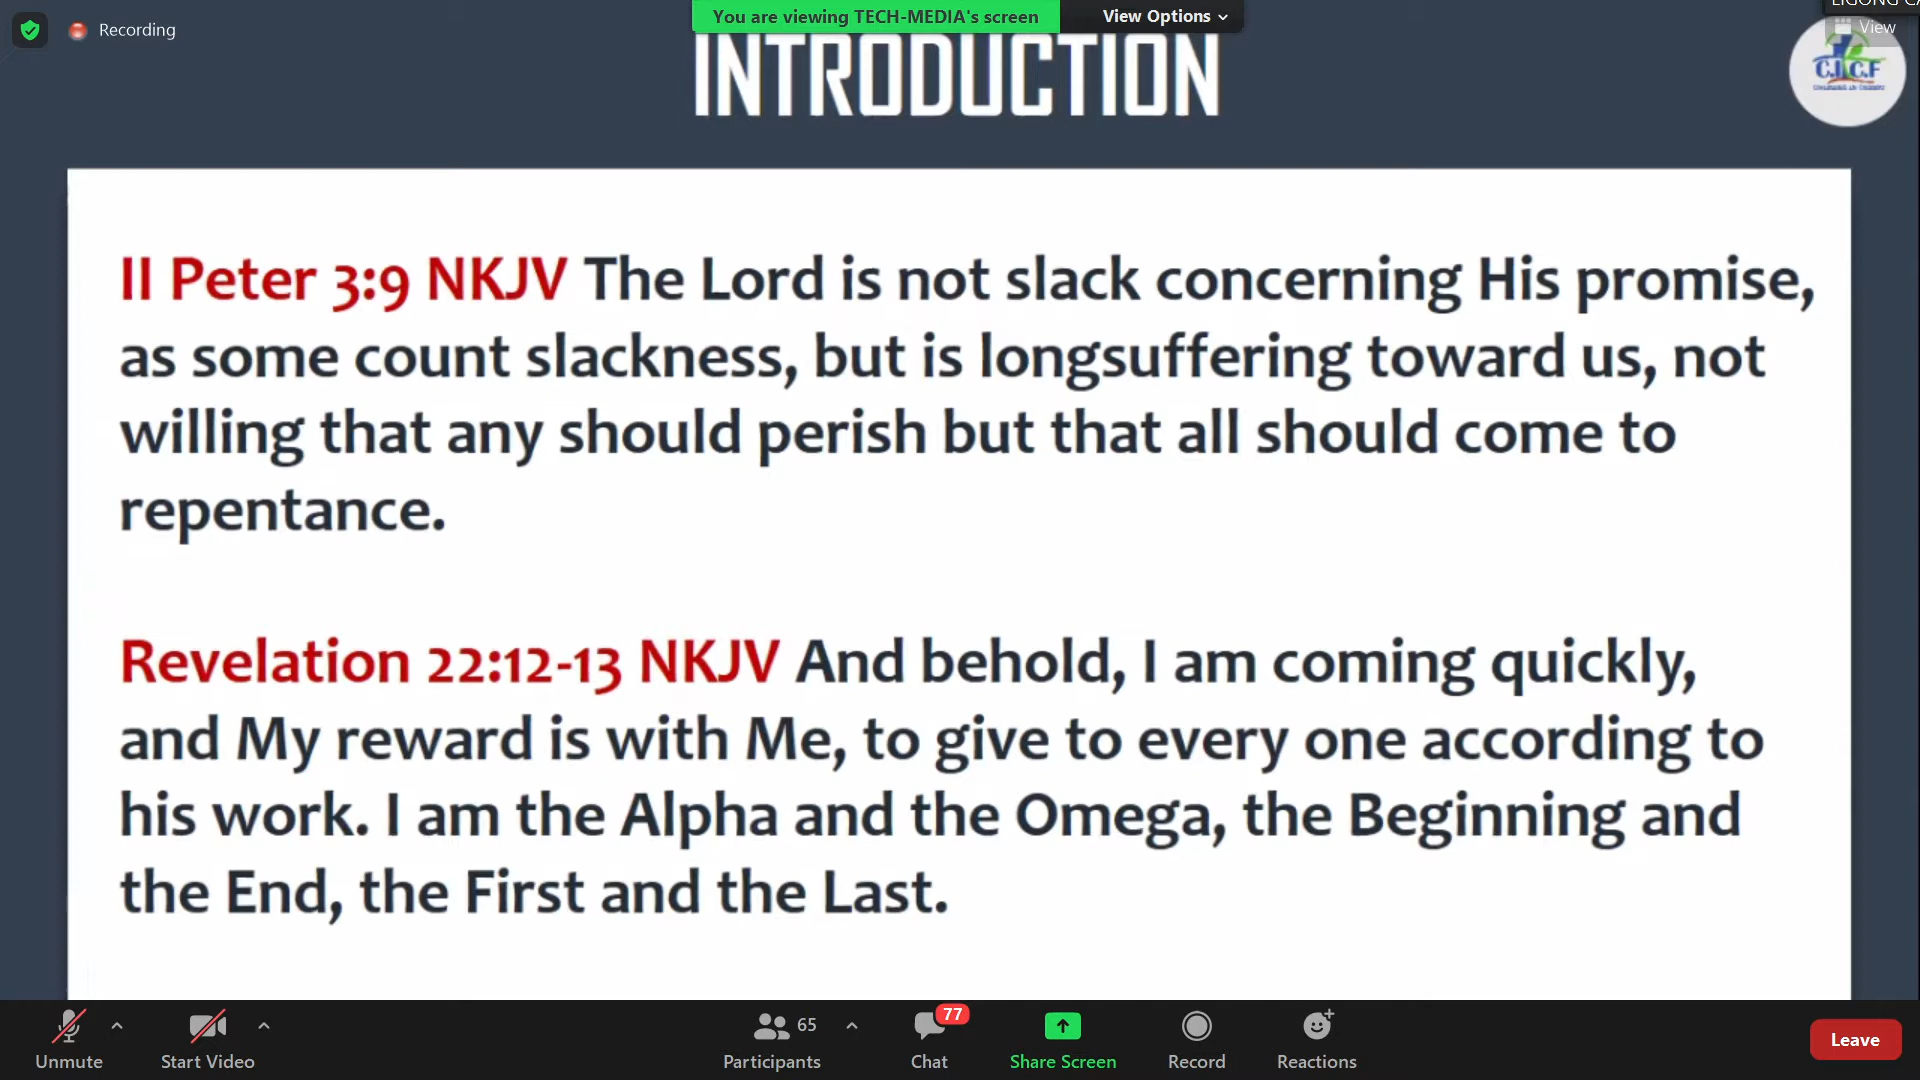 You are viewing TECH-MEDIA's screen
View Options
Recording
View
INTRODUCTION
C.I.C.F
II Peter 3:9 NKJV The Lord is not slack concerning His promise,
as some count slackness, but is longsuffering toward us, not
willing that any should perish but that all should come to
repentance.
Revelation 22:12-13 NKJV And behold, I am coming quickly,
and My reward is with Me, to give to every one according to
his work. I am the Alpha and the Omega, the Beginning and
the End, the First and the Last.
65
77
Unmute
Start Video
Participants
Chat
Share Screen
Record
Reactions
Leave